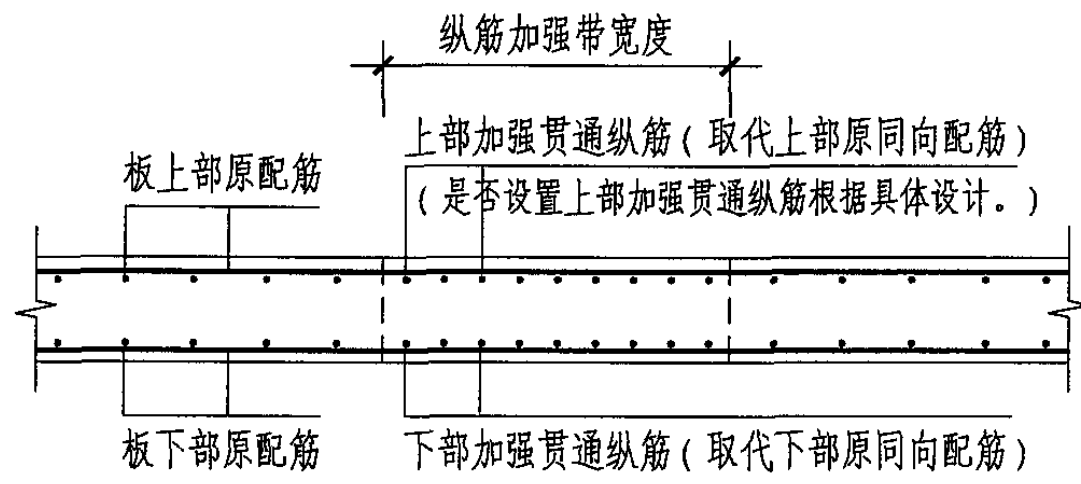 纵筋加强带宽度
上部加强贯通纵筋(取代上部原同向配筋)
板上部原配筋
(是否设置上部加强贯通纵筋根据具体设计。)
板下部原配筋
下部加强贯通纵筋(取代下部原同向配筋)